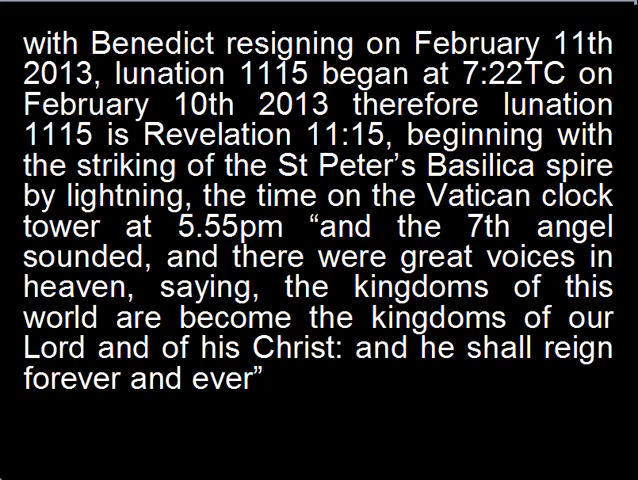 with Benedict resigning on February 11th
2013, lunation 1115 began at 7:22TC on
February 10th 2013 therefore lunation
1115 is Revelation 11:15, beginning with
the striking of the St Peter’s Basilica spire
by lightning, the time on the Vatican clock
tower at 5.55pm “and the 7th angel
sounded, and there were great voices in
heaven, saying, the kingdoms of this
world are become the kingdoms of our
Lord and of his Christ: and he shall reign
forever and ever”